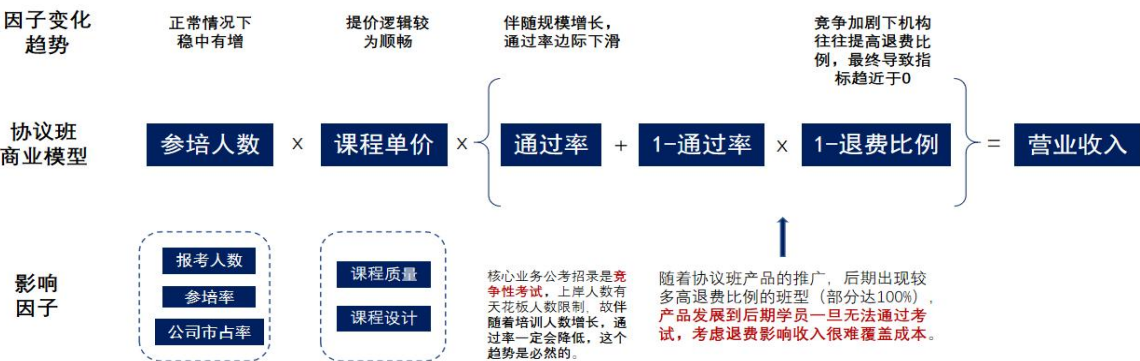 因子变化
趋势
正常情况下
稳中有增
提价逻辑较
为顺畅
伴随规模增长，
通过率边际下滑
竞争加剧下机构
往往提高退费比
例，最终导致指
标趋近于0
协议班
商业模型
参培人数 × 课程单价 × { 通过率 + 1-通过率 × 1-退费比例 } = 营业收入
影响
因子
报考人数
参培率
公司市占率
课程质量
课程设计
核心业务公考招录是竞
争性考试，上岸人数有
天花板人数限制，故伴
随着培训人数增长，通
过率一定会降低，这个
趋势是必然的。
随着协议班产品的推广，后期出现较
多高退费比例的班型（部分达100%），
产品发展到后期学员一旦无法通过考
试，考虑退费影响收入很难覆盖成本。